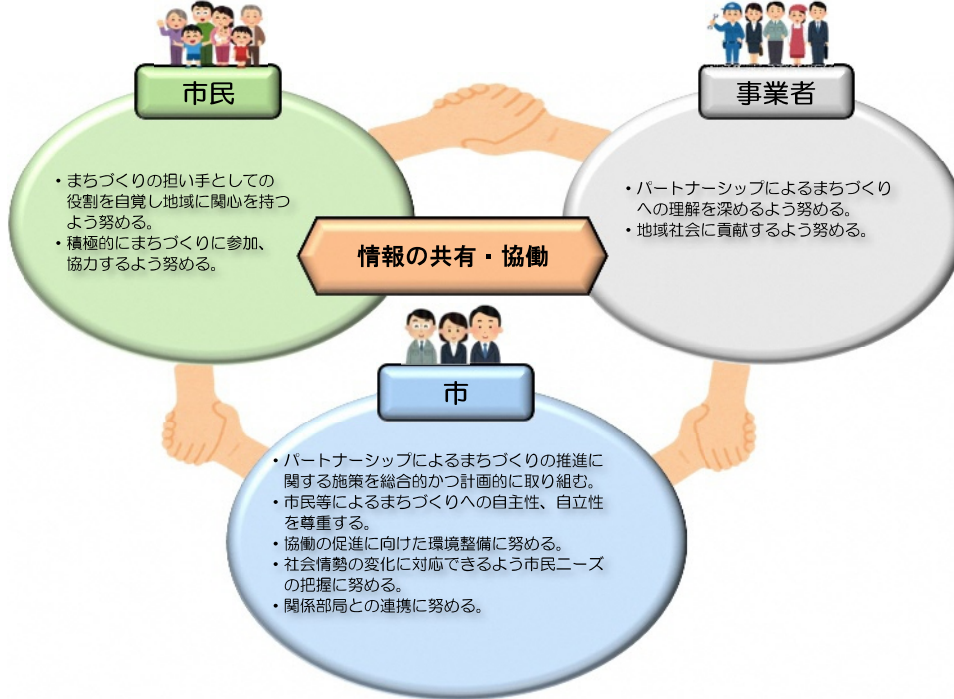 市民
・まちづくりの担い手としての
役割を自覚し地域に関心を持つ
よう努める。
・積極的にまちづくりに参加、
協力するよう努める。
事業者
・パートナーシップによるまちづくり
への理解を深めるよう努める。
・地域社会に貢献するよう努める。
情報の共有・協働
市
・パートナーシップによるまちづくりの推進に
関する施策を総合的かつ計画的に取り組む。
・市民等によるまちづくりへの自主性、自立性
を尊重する。
・協働の促進に向けた環境整備に努める。
・社会情勢の変化に対応できるよう市民ニーズ
の把握に努める。
・関係部局との連携に努める。